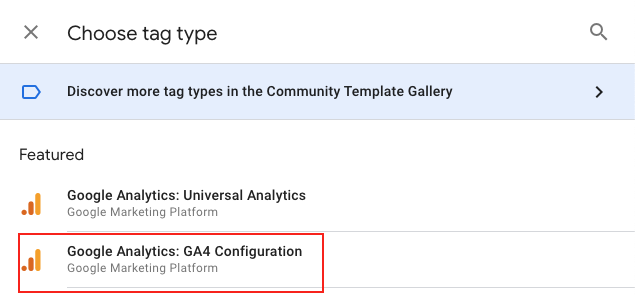 Choose tag type
Discover more tag types in the Community Template Gallery
Featured
Google Analytics: Universal Analytics
Google Marketing Platform
Google Analytics: GA4 Configuration
Google Marketing Platform